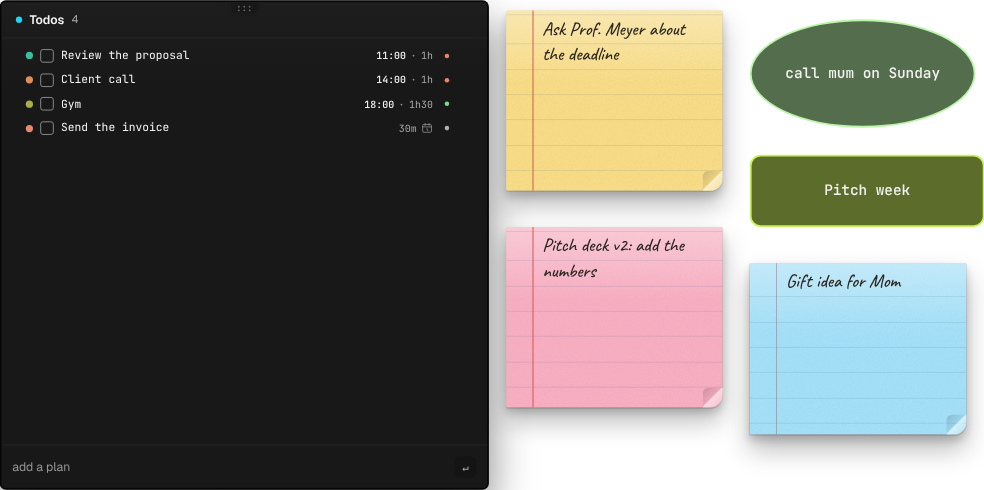 Todos 4
Review the proposal 11:00 · 1h
Client call 14:00 · 1h
Gym 18:00 · 1h30
Send the invoice 30m
add a plan
Ask Prof. Meyer about
the deadline
Pitch deck v2: add the
numbers
call mum on Sunday
Pitch week
Gift idea for Mom